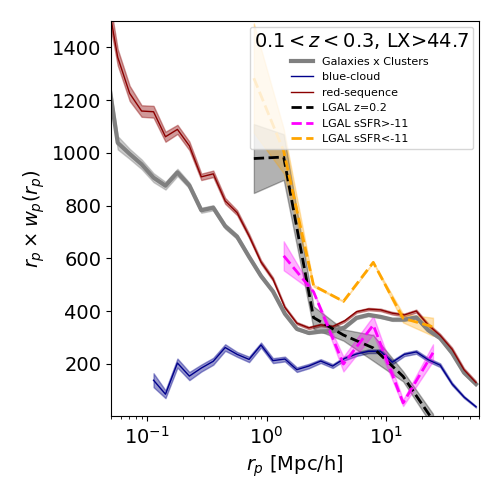 0.1 < z < 0.3, LX>44.7
Galaxies x Clusters
blue-cloud
red-sequence
LGAL z=0.2
LGAL sSFR>-11
LGAL sSFR<-11
1400
1200
1000
800
600
400
200
r_p × w_p(r_p)
10^{-1}
10^0
10^1
r_p [Mpc/h]